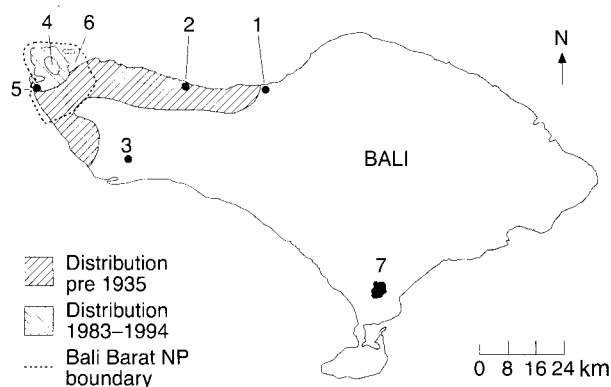 4 6 2 1
5
3
N
BALI
7
Distribution
pre 1935
Distribution
1983–1994
Bali Barat NP
boundary
0 8 16 24 km